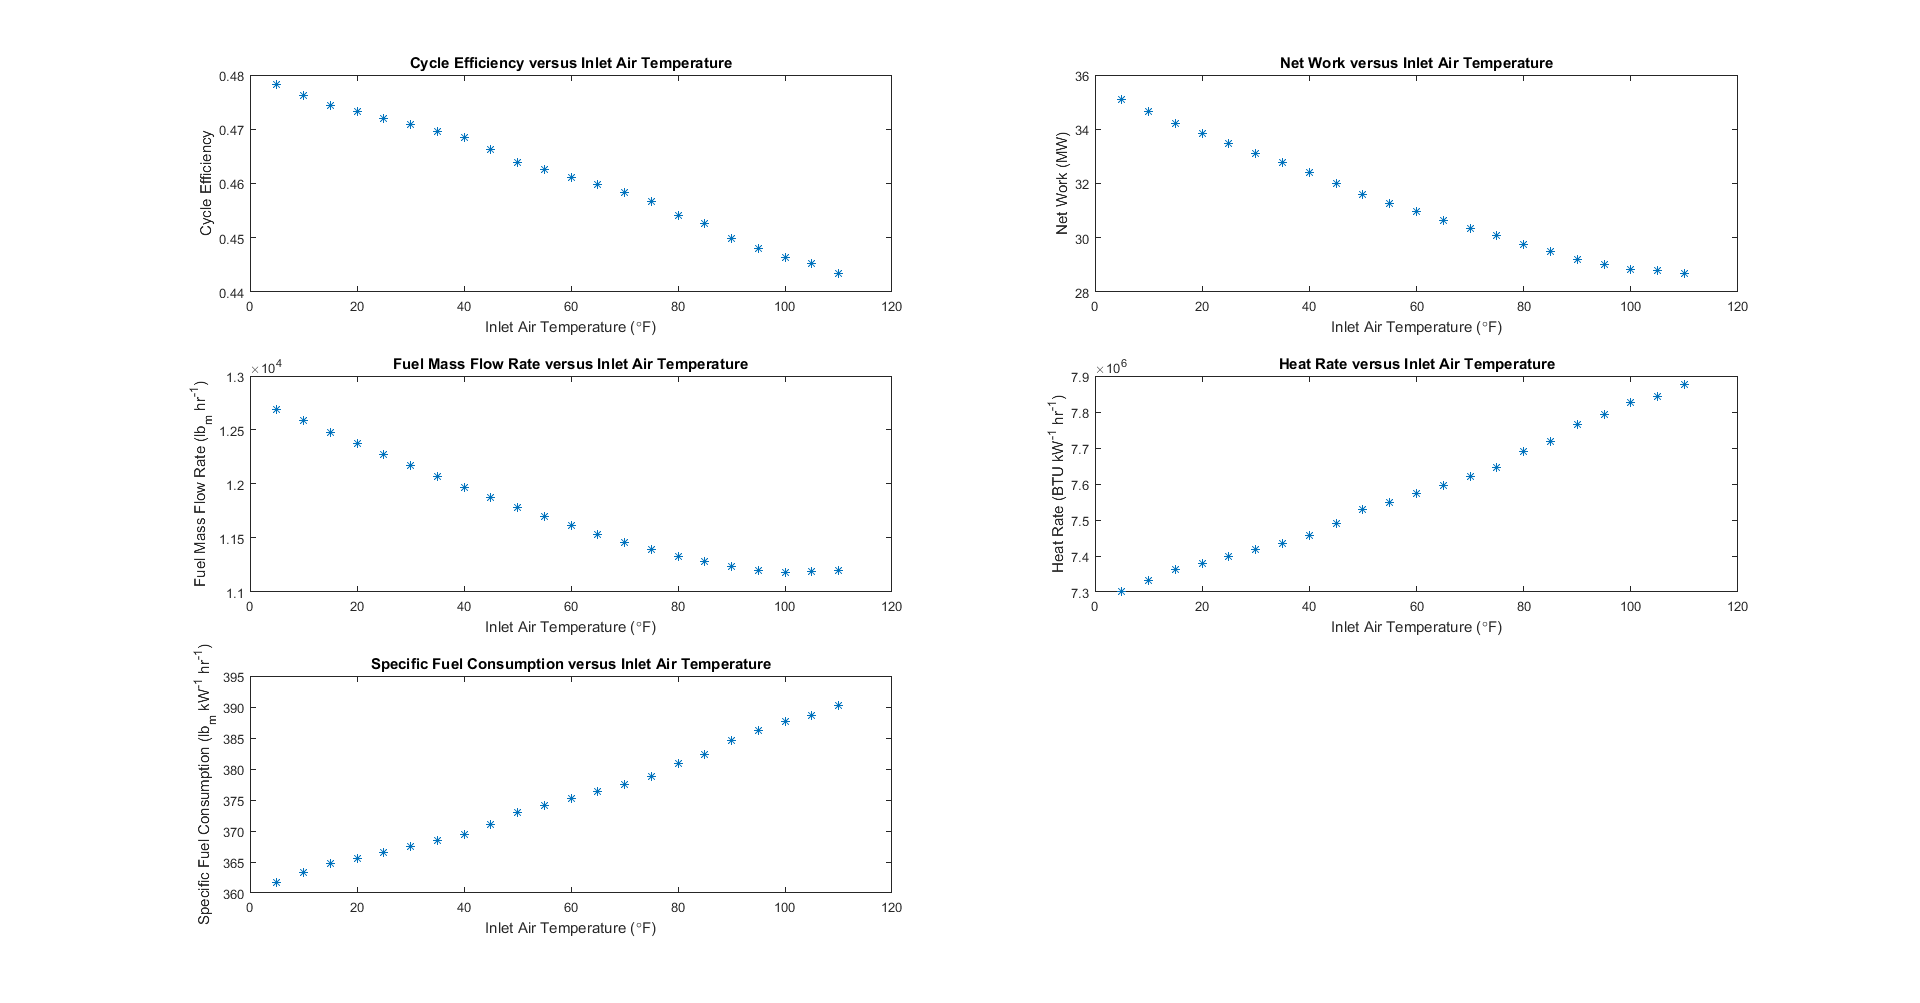 Cycle Efficiency versus Inlet Air Temperature
Cycle Efficiency
0.48
0.47
0.46
0.45
0.44
0 20 40 60 80 100 120
Inlet Air Temperature (°F)
Net Work versus Inlet Air Temperature
Net Work (MW)
36
34
32
30
28
0 20 40 60 80 100 120
Inlet Air Temperature (°F)
Fuel Mass Flow Rate versus Inlet Air Temperature
×10⁴
Fuel Mass Flow Rate (lbₘ hr⁻¹)
1.3
1.25
1.2
1.15
1.1
0 20 40 60 80 100 120
Inlet Air Temperature (°F)
Heat Rate versus Inlet Air Temperature
×10⁶
Heat Rate (BTU kW⁻¹ hr⁻¹)
7.9
7.8
7.7
7.6
7.5
7.4
7.3
0 20 40 60 80 100 120
Inlet Air Temperature (°F)
Specific Fuel Consumption versus Inlet Air Temperature
Specific Fuel Consumption (lbₘ kW⁻¹ hr⁻¹)
395
390
385
380
375
370
365
360
0 20 40 60 80 100 120
Inlet Air Temperature (°F)